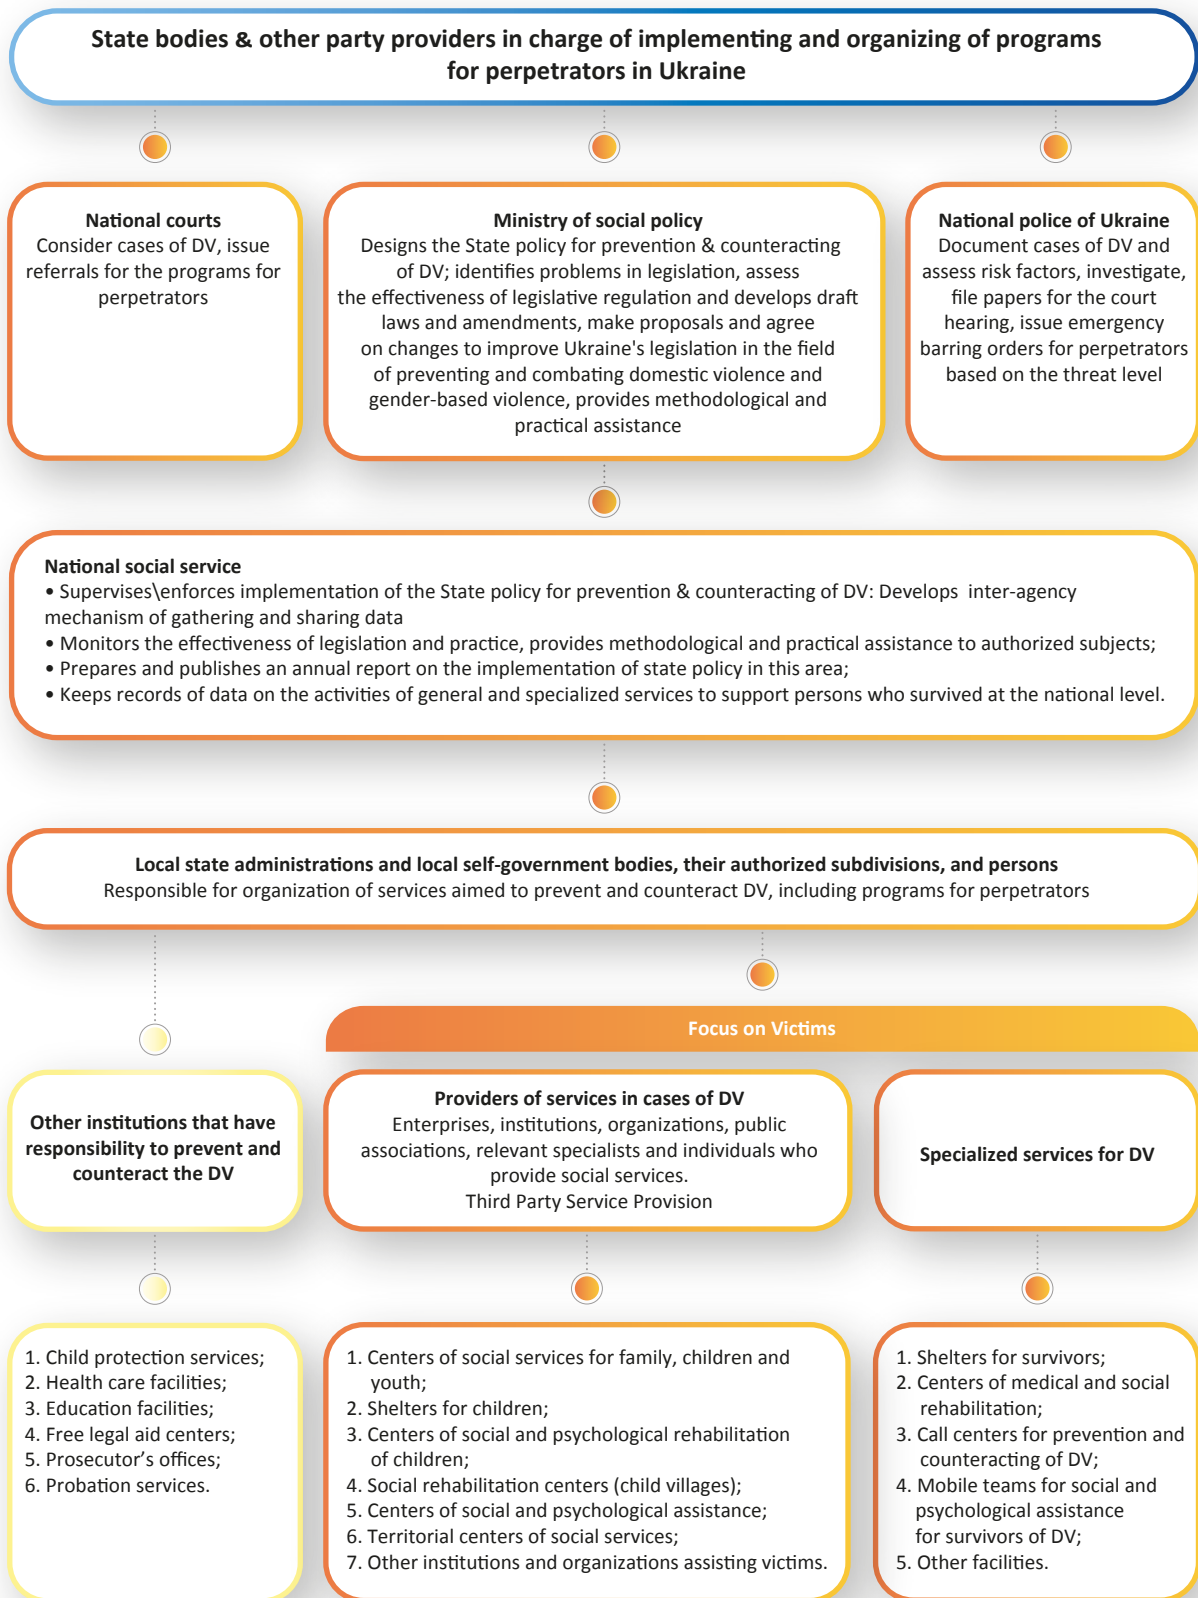 State bodies & other party providers in charge of implementing and organizing of programs
for perpetrators in Ukraine
National courts
Consider cases of DV, issue
referrals for the programs for
perpetrators
Ministry of social policy
Designs the State policy for prevention & counteracting
of DV; identifies problems in legislation, assess
the effectiveness of legislative regulation and develops draft
laws and amendments, make proposals and agree
on changes to improve Ukraine's legislation in the field
of preventing and combating domestic violence and
gender-based violence, provides methodological and
practical assistance
National police of Ukraine
Document cases of DV and
assess risk factors, investigate,
file papers for the court
hearing, issue emergency
barring orders for perpetrators
based on the threat level
National social service
• Supervises\enforces implementation of the State policy for prevention & counteracting of DV: Develops inter-agency
mechanism of gathering and sharing data
• Monitors the effectiveness of legislation and practice, provides methodological and practical assistance to authorized subjects;
• Prepares and publishes an annual report on the implementation of state policy in this area;
• Keeps records of data on the activities of general and specialized services to support persons who survived at the national level.
Local state administrations and local self-government bodies, their authorized subdivisions, and persons
Responsible for organization of services aimed to prevent and counteract DV, including programs for perpetrators
Focus on Victims
Other institutions that have
responsibility to prevent and
counteract the DV
Providers of services in cases of DV
Enterprises, institutions, organizations, public
associations, relevant specialists and individuals who
provide social services.
Third Party Service Provision
Specialized services for DV
1. Child protection services;
2. Health care facilities;
3. Education facilities;
4. Free legal aid centers;
5. Prosecutor’s offices;
6. Probation services.
1. Centers of social services for family, children and
youth;
2. Shelters for children;
3. Centers of social and psychological rehabilitation
of children;
4. Social rehabilitation centers (child villages);
5. Centers of social and psychological assistance;
6. Territorial centers of social services;
7. Other institutions and organizations assisting victims.
1. Shelters for survivors;
2. Centers of medical and social
rehabilitation;
3. Call centers for prevention and
counteracting of DV;
4. Mobile teams for social and
psychological assistance
for survivors of DV;
5. Other facilities.